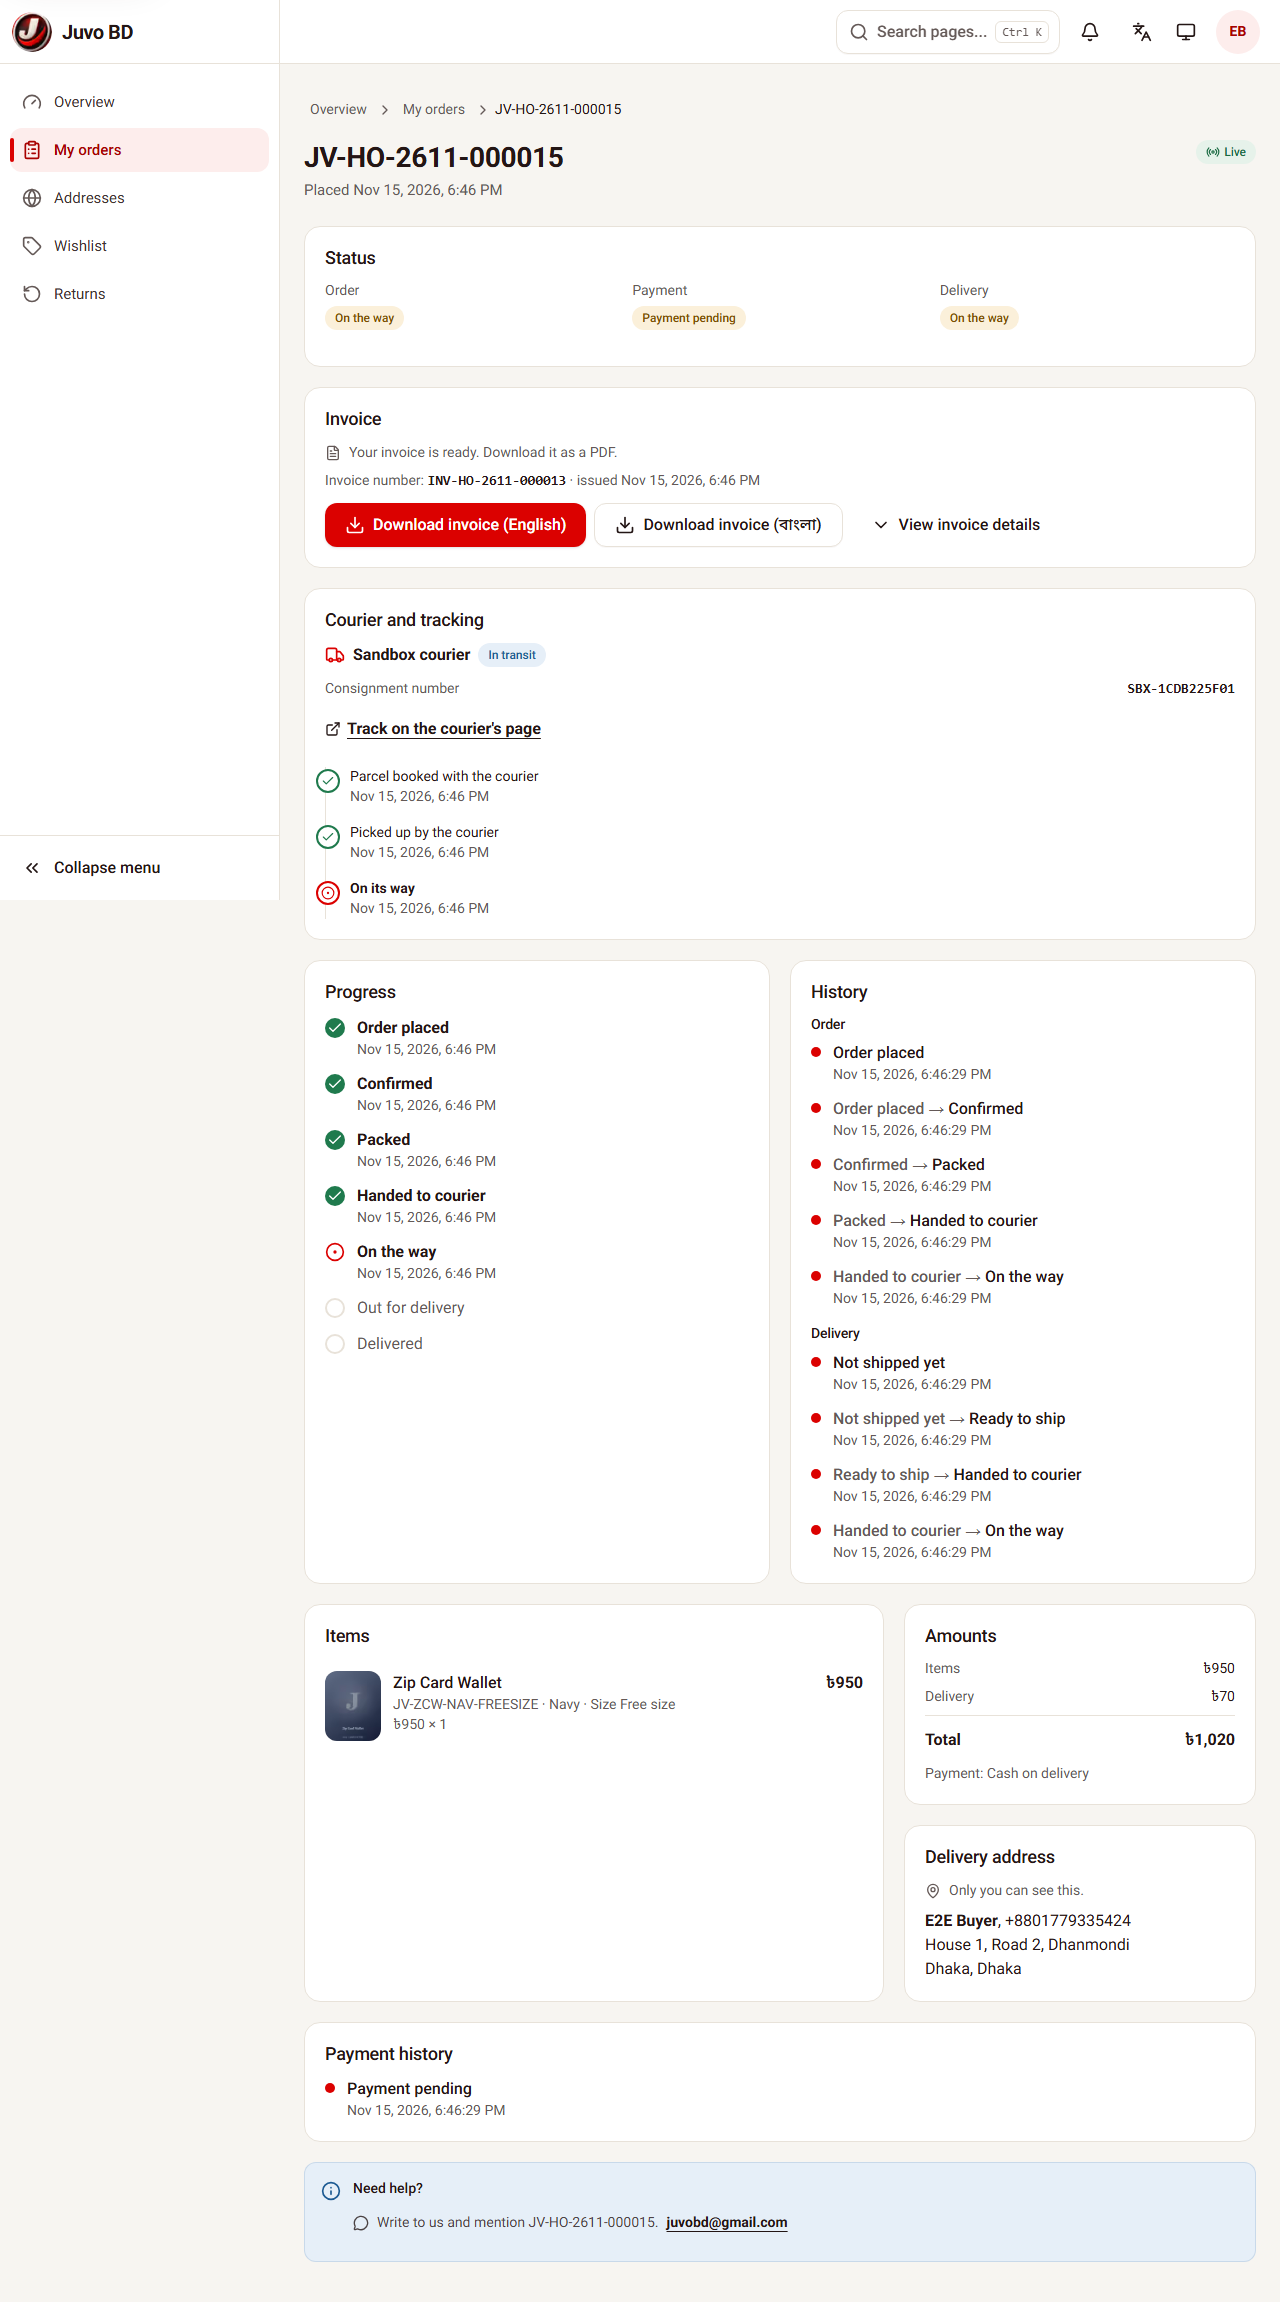 Juvo BD
Search pages... Ctrl K
EB
Overview
My orders
Addresses
Wishlist
Returns
Collapse menu
Overview > My orders > JV-HO-2611-000015
JV-HO-2611-000015
Live
Placed Nov 15, 2026, 6:46 PM
Status
Order
On the way
Payment
Payment pending
Delivery
On the way
Invoice
Your invoice is ready. Download it as a PDF.
Invoice number: INV-HO-2611-000013 · issued Nov 15, 2026, 6:46 PM
Download invoice (English)
Download invoice (বাংলা)
View invoice details
Courier and tracking
Sandbox courier In transit
Consignment number SBX-1CDB225F01
Track on the courier's page
Parcel booked with the courier
Nov 15, 2026, 6:46 PM
Picked up by the courier
Nov 15, 2026, 6:46 PM
On its way
Nov 15, 2026, 6:46 PM
Progress
Order placed
Nov 15, 2026, 6:46 PM
Confirmed
Nov 15, 2026, 6:46 PM
Packed
Nov 15, 2026, 6:46 PM
Handed to courier
Nov 15, 2026, 6:46 PM
On the way
Nov 15, 2026, 6:46 PM
Out for delivery
Delivered
History
Order
Order placed
Nov 15, 2026, 6:46:29 PM
Order placed → Confirmed
Nov 15, 2026, 6:46:29 PM
Confirmed → Packed
Nov 15, 2026, 6:46:29 PM
Packed → Handed to courier
Nov 15, 2026, 6:46:29 PM
Handed to courier → On the way
Nov 15, 2026, 6:46:29 PM
Delivery
Not shipped yet
Nov 15, 2026, 6:46:29 PM
Not shipped yet → Ready to ship
Nov 15, 2026, 6:46:29 PM
Ready to ship → Handed to courier
Nov 15, 2026, 6:46:29 PM
Handed to courier → On the way
Nov 15, 2026, 6:46:29 PM
Items
J
Zip Card Wallet
Zip Card Wallet ৳950
JV-ZCW-NAV-FREESIZE · Navy · Size Free size
৳950 × 1
Amounts
Items ৳950
Delivery ৳70
Total ৳1,020
Payment: Cash on delivery
Delivery address
Only you can see this.
E2E Buyer, +8801779335424
House 1, Road 2, Dhanmondi
Dhaka, Dhaka
Payment history
Payment pending
Nov 15, 2026, 6:46:29 PM
Need help?
Write to us and mention JV-HO-2611-000015. juvobd@gmail.com